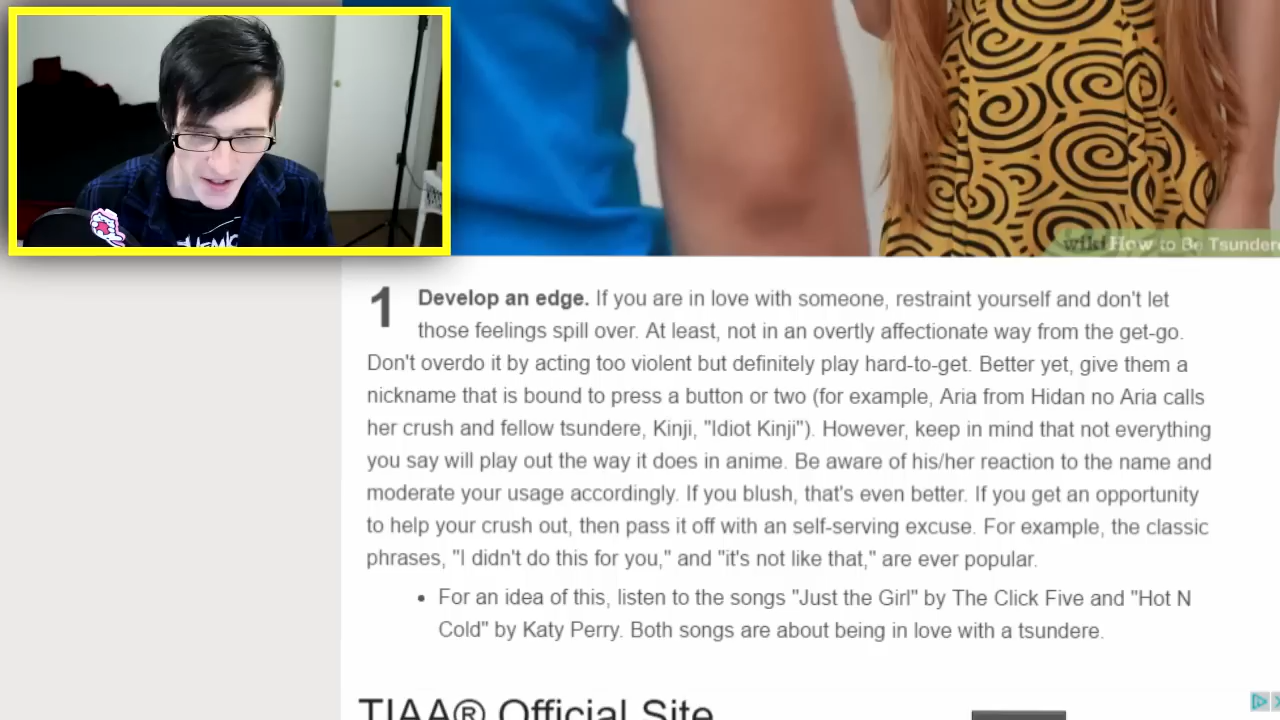 wikiHow to Be Tsundere
1 Develop an edge. If you are in love with someone, restraint yourself and don't let
those feelings spill over. At least, not in an overtly affectionate way from the get-go.
Don't overdo it by acting too violent but definitely play hard-to-get. Better yet, give them a
nickname that is bound to press a button or two (for example, Aria from Hidan no Aria calls
her crush and fellow tsundere, Kinji, "Idiot Kinji"). However, keep in mind that not everything
you say will play out the way it does in anime. Be aware of his/her reaction to the name and
moderate your usage accordingly. If you blush, that's even better. If you get an opportunity
to help your crush out, then pass it off with an self-serving excuse. For example, the classic
phrases, "I didn't do this for you," and "it's not like that," are ever popular.
• For an idea of this, listen to the songs "Just the Girl" by The Click Five and "Hot N
Cold" by Katy Perry. Both songs are about being in love with a tsundere.
TIAA® Official Site